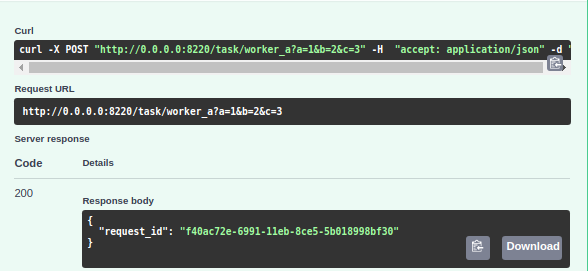 Curl
curl -X POST "http://0.0.0.0:8220/task/worker_a?a=1&b=2&c=3" -H  "accept: application/json" -d "
Request URL
http://0.0.0.0:8220/task/worker_a?a=1&b=2&c=3
Server response
Code Details
200
Response body
{
"request_id": "f40ac72e-6991-11eb-8ce5-5b018998bf30"
}
Download